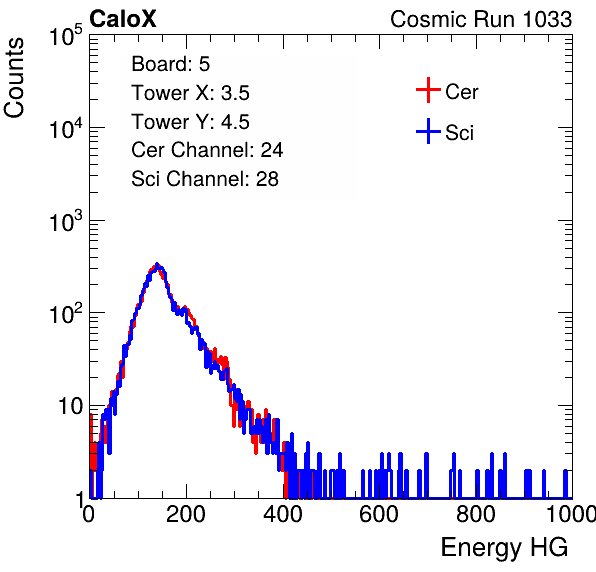 CaloX Cosmic Run 1033
Board: 5
Tower X: 3.5
Tower Y: 4.5
Cer Channel: 24
Sci Channel: 28
Cer
Sci
Counts
10^5
10^4
10^3
10^2
10
1
0 200 400 600 800 1000
Energy HG